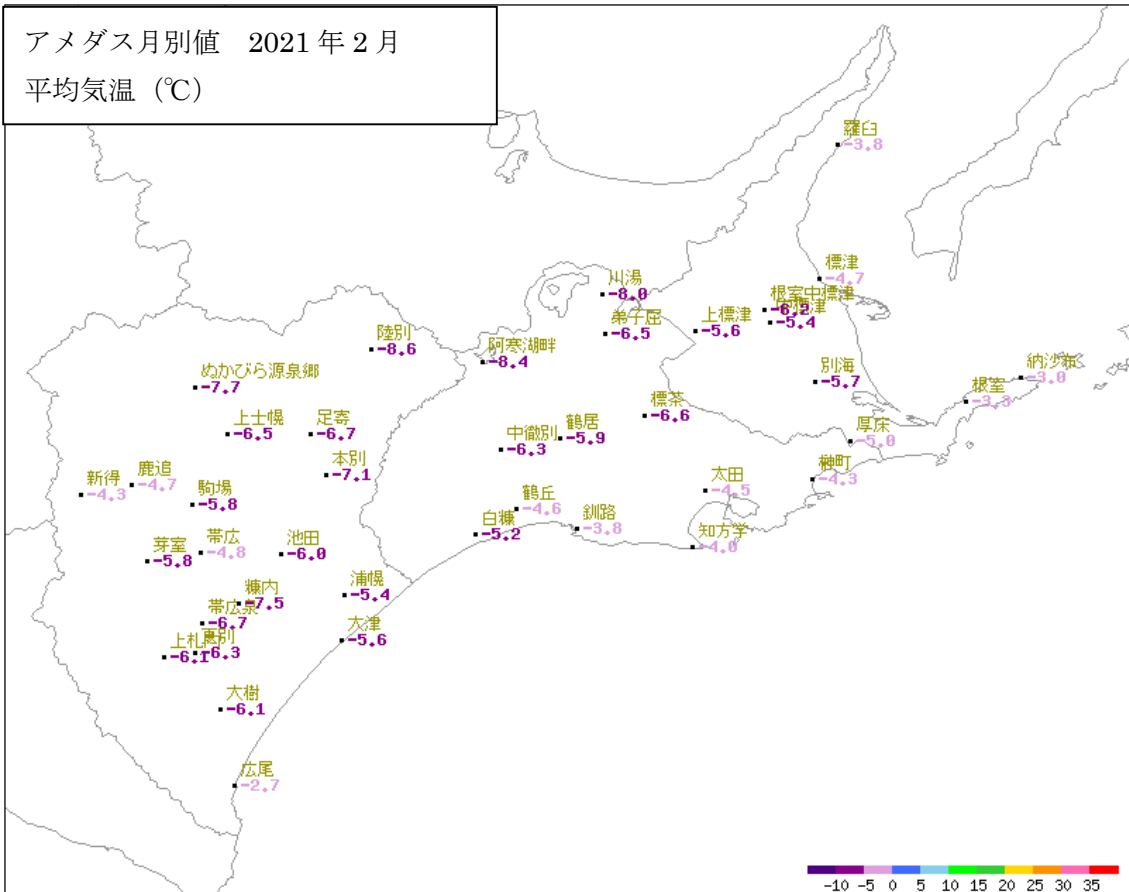 アメダス月別値 2021年2月
平均気温（℃）
羅臼
-3.8
標津
-4.7
川湯
-8.0
根室中標津
-6.2
-5.4
上標津
-5.6
弟子屈
-6.5
陸別
-8.6
阿寒湖畔
-8.4
ぬかびら源泉郷
-7.7
別海
-5.7
納沙布
-3.0
根室
-3.3
標茶
-6.6
上士幌
-6.5
足寄
-6.7
鶴居
-5.9
中徹別
-6.3
厚床
-5.0
本別
-7.1
榊町
-4.3
新得
-4.3
鹿追
-4.7
駒場
-5.8
太田
-4.5
鶴丘
-4.6
白糠
-5.2
釧路
-3.8
知方学
-4.0
芽室
-5.8
帯広
-4.8
池田
-6.0
浦幌
-5.4
糠内
-7.5
帯広泉
-6.7
大津
-5.6
上札
-6.1
更別
-6.3
大樹
-6.1
広尾
-2.7
-10 -5 0 5 10 15 20 25 30 35